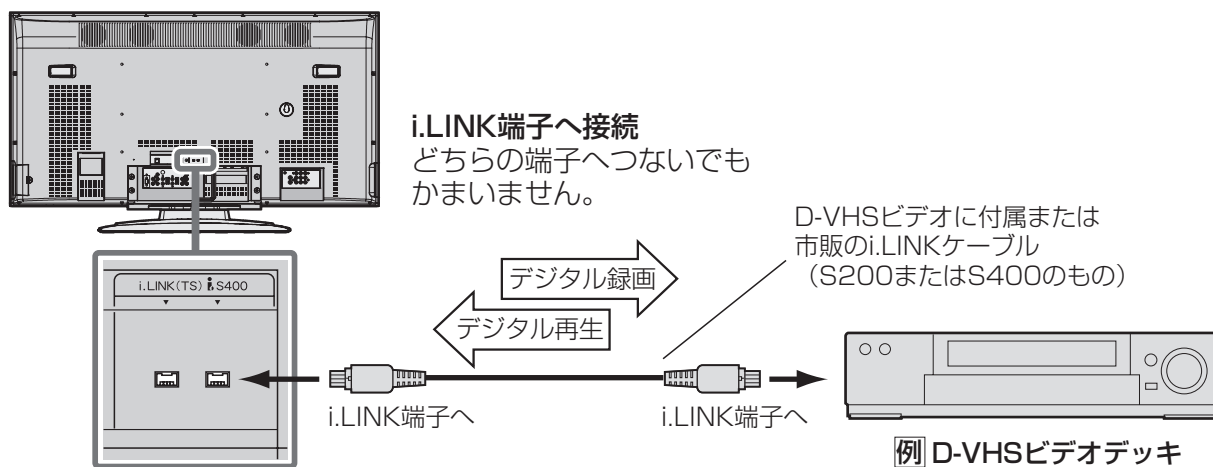 i.LINK端子へ接続
どちらの端子へつないでも
かまいません。
D-VHSビデオに付属または
市販のi.LINKケーブル
（S200またはS400のもの）
デジタル録画
デジタル再生
i.LINK(TS) i S400
i.LINK端子へ
i.LINK端子へ
例 D-VHSビデオデッキ